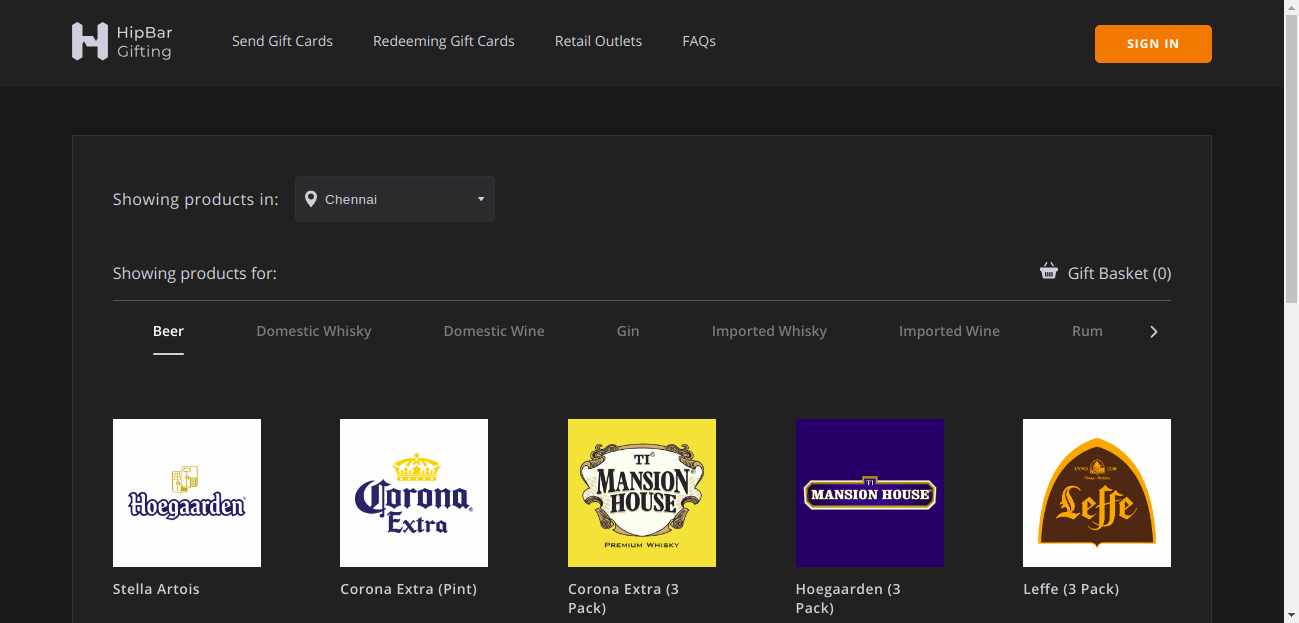 HipBar
Gifting
Send Gift Cards
Redeeming Gift Cards
Retail Outlets
FAQs
SIGN IN
Showing products in:
Chennai
Showing products for:
Gift Basket (0)
Beer
Domestic Whisky
Domestic Wine
Gin
Imported Whisky
Imported Wine
Rum
Hoegaarden
Corona
Extra
TI
MANSION
HOUSE
PREMIUM WHISKY
TI
MANSION HOUSE
Leffe
Stella Artois
Corona Extra (Pint)
Corona Extra (3
Pack)
Hoegaarden (3
Pack)
Leffe (3 Pack)